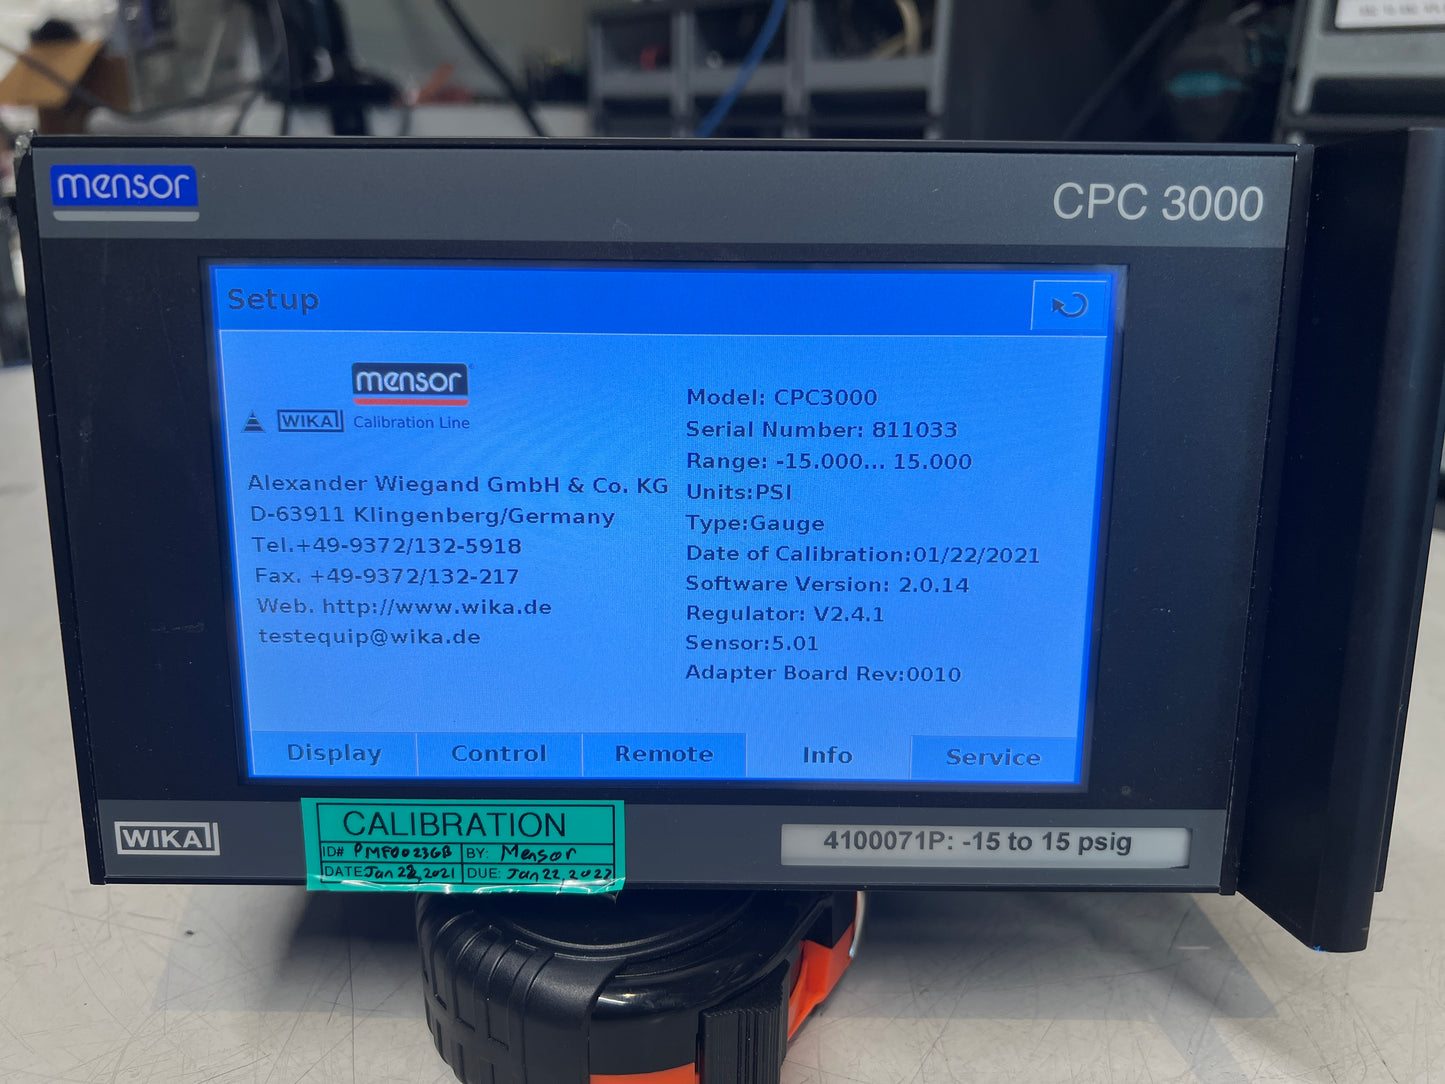 mensor
CPC 3000
Setup
mensor
WIKA Calibration Line
Alexander Wiegand GmbH & Co. KG
D-63911 Klingenberg/Germany
Tel.+49-9372/132-5918
Fax. +49-9372/132-217
Web. http://www.wika.de
testequip@wika.de
Model: CPC3000
Serial Number: 811033
Range: -15.000... 15.000
Units:PSI
Type:Gauge
Date of Calibration:01/22/2021
Software Version: 2.0.14
Regulator: V2.4.1
Sensor:5.01
Adapter Board Rev:0010
Display Control Remote Info Service
WIKA
CALIBRATION
ID# PMF0023GB BY: Mensor
DATE Jan 22, 2021 DUE: Jan 22, 2022
4100071P: -15 to 15 psig